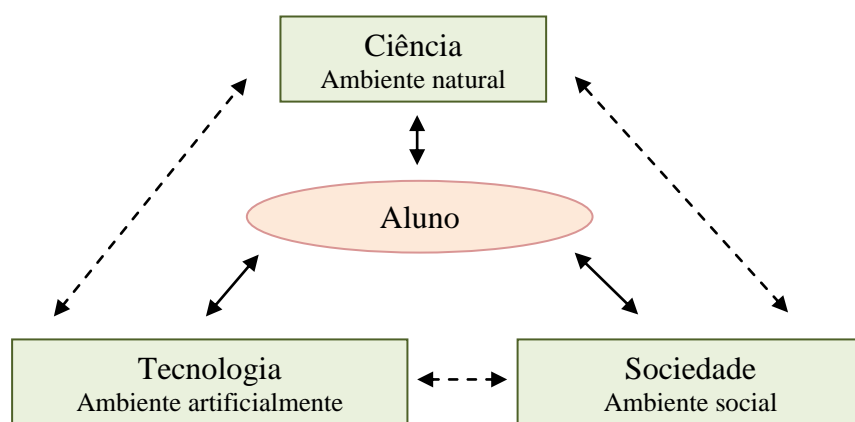 Ciência
Ambiente natural
Aluno
Tecnologia
Ambiente artificialmente
Sociedade
Ambiente social